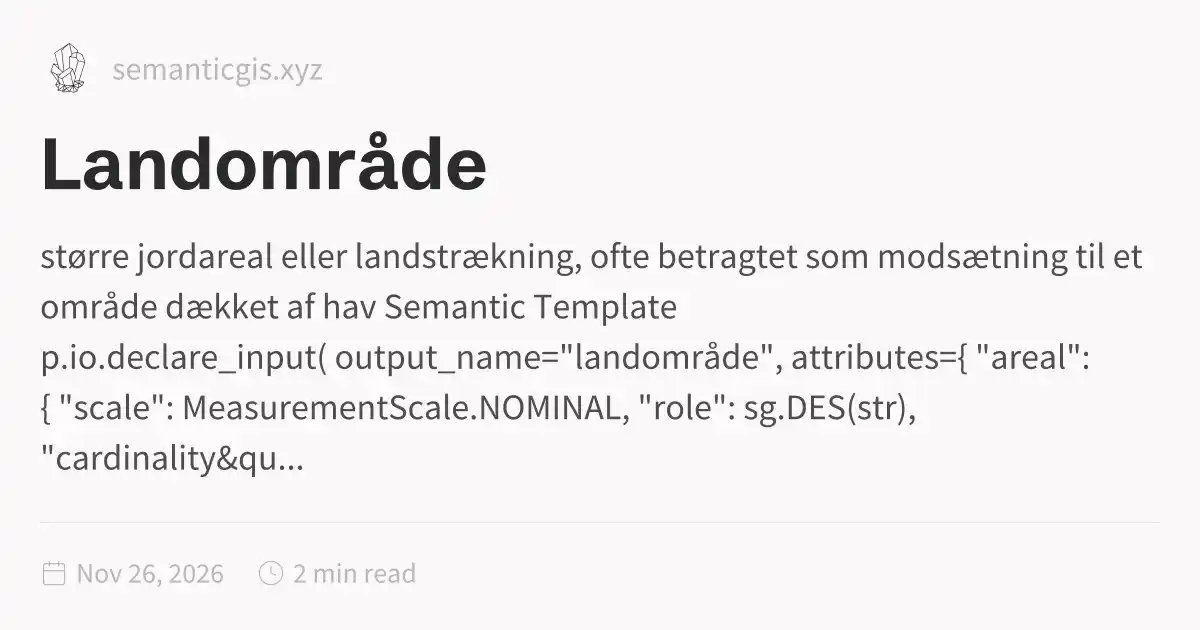 semanticgis.xyz
Landområde
større jordareal eller landstrækning, ofte betragtet som modsætning til et
område dækket af hav Semantic Template
p.io.declare_input( output_name="landområde", attributes={ "areal":
{ "scale": MeasurementScale.NOMINAL, "role": sg.DES(str),
"cardinality&qu...
Nov 26, 2026 2 min read